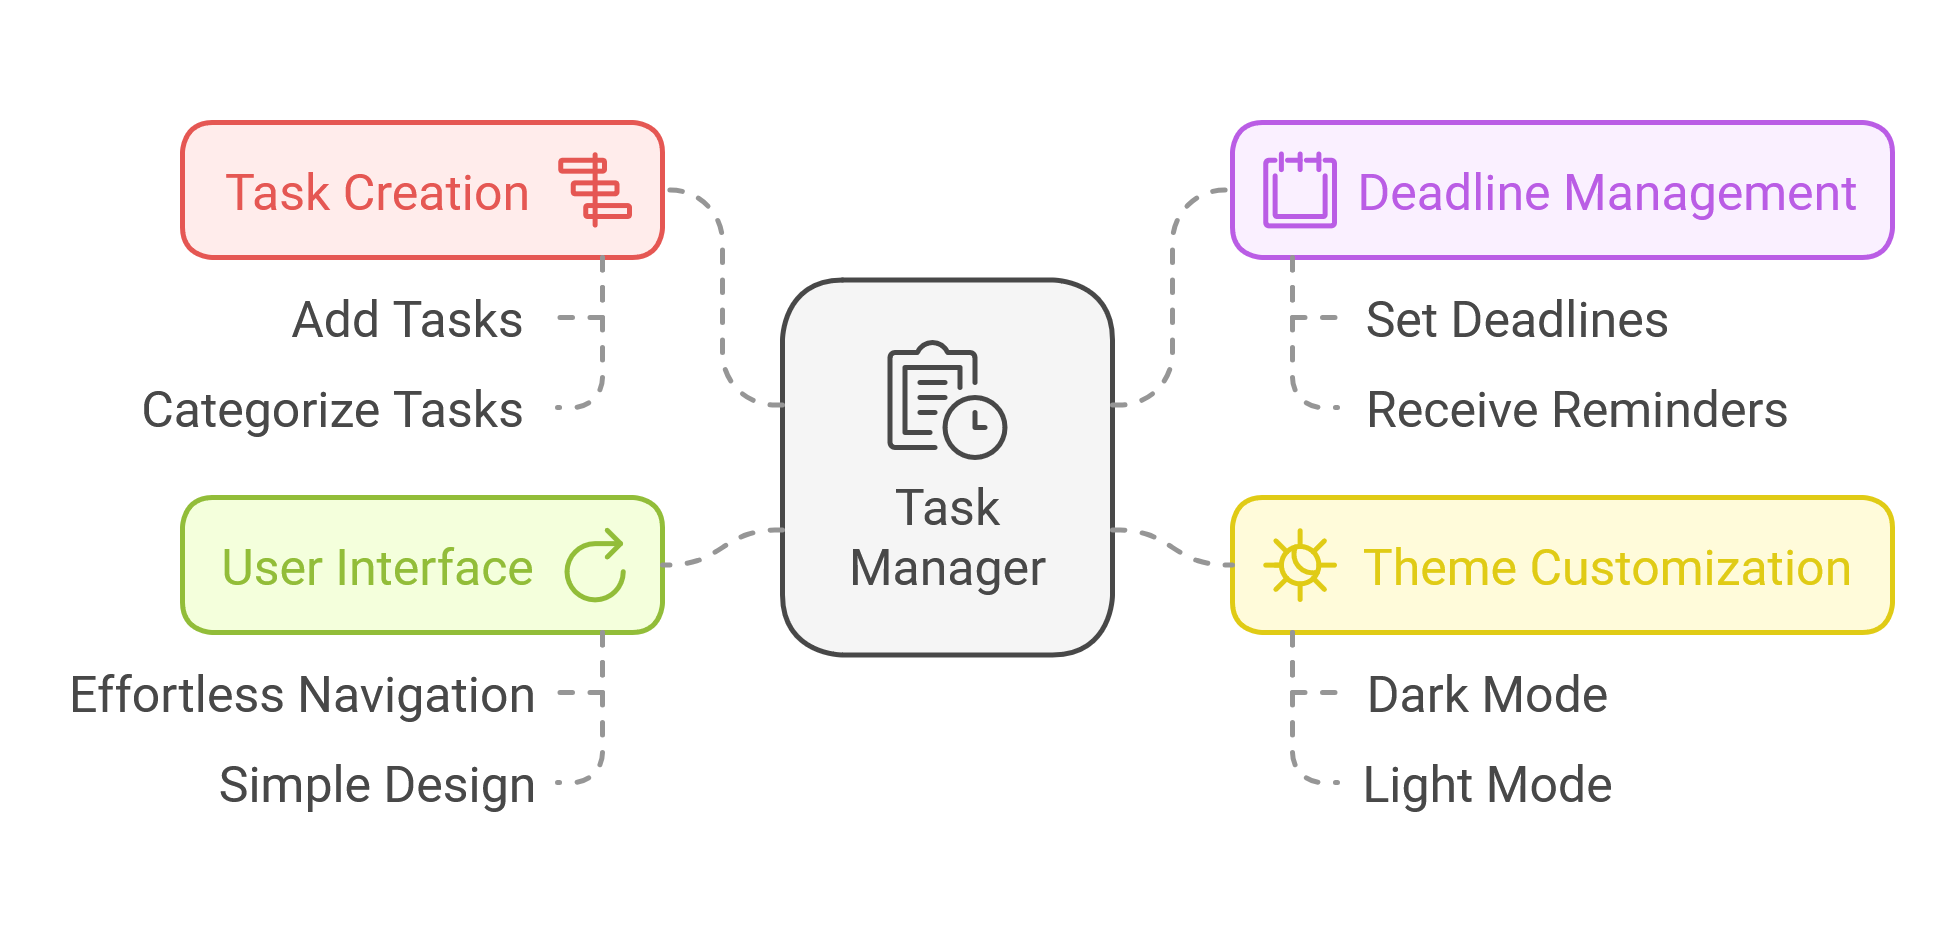 Task Creation
Add Tasks
Categorize Tasks
User Interface
Effortless Navigation
Simple Design
Task
Manager
Deadline Management
Set Deadlines
Receive Reminders
Theme Customization
Dark Mode
Light Mode